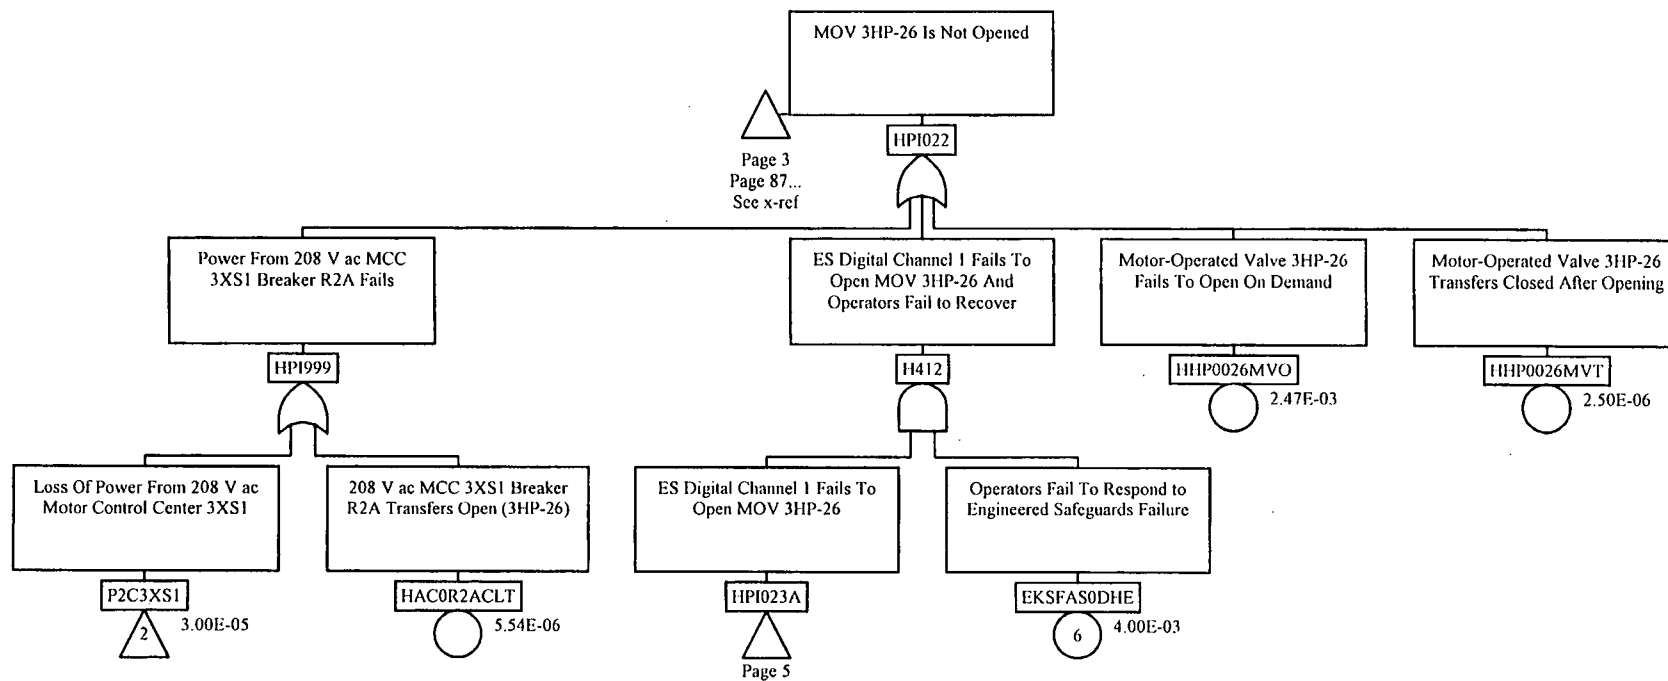 MOV 3HP-26 Is Not Opened
HPI022
Page 3
Page 87...
See x-ref
Power From 208 V ac MCC
3XS1 Breaker R2A Fails
HPI999
ES Digital Channel 1 Fails To
Open MOV 3HP-26 And
Operators Fail to Recover
H412
Motor-Operated Valve 3HP-26
Fails To Open On Demand
HHP0026MVO
2.47E-03
Motor-Operated Valve 3HP-26
Transfers Closed After Opening
HHP0026MVT
2.50E-06
Loss Of Power From 208 V ac
Motor Control Center 3XS1
P2C3XS1
2
3.00E-05
208 V ac MCC 3XS1 Breaker
R2A Transfers Open (3HP-26)
HAC0R2ACLT
5.54E-06
ES Digital Channel 1 Fails To
Open MOV 3HP-26
HPI023A
Page 5
Operators Fail To Respond to
Engineered Safeguards Failure
EKSFAS0DHE
6
4.00E-03